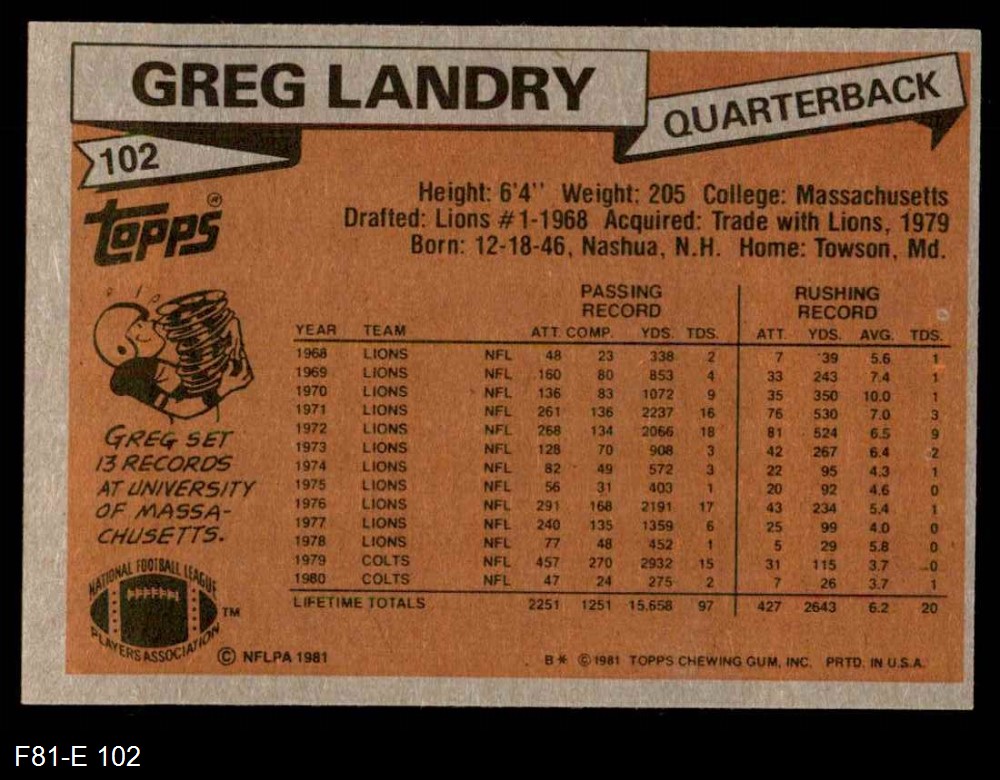 GREG LANDRY
QUARTERBACK
102
TOPPS®
Height: 6'4'' Weight: 205 College: Massachusetts
Drafted: Lions #1-1968 Acquired: Trade with Lions, 1979
Born: 12-18-46, Nashua, N.H. Home: Towson, Md.
PASSING RUSHING
RECORD RECORD
YEAR TEAM ATT. COMP. YDS. TDS. ATT. YDS. AVG. TDS.
1968 LIONS NFL 48 23 338 2 7 39 5.6 1
1969 LIONS NFL 160 80 853 4 33 243 7.4 1
1970 LIONS NFL 136 83 1072 9 35 350 10.0 1
1971 LIONS NFL 261 136 2237 16 76 530 7.0 3
1972 LIONS NFL 268 134 2066 18 81 524 6.5 9
1973 LIONS NFL 128 70 908 3 42 267 6.4 2
1974 LIONS NFL 82 49 572 3 22 95 4.3 1
1975 LIONS NFL 56 31 403 1 20 92 4.6 0
1976 LIONS NFL 291 168 2191 17 43 234 5.4 1
1977 LIONS NFL 240 135 1359 6 25 99 4.0 0
1978 LIONS NFL 77 48 452 1 5 29 5.8 0
1979 COLTS NFL 457 270 2932 15 31 115 3.7 0
1980 COLTS NFL 47 24 275 2 7 26 3.7 1
LIFETIME TOTALS 2251 1251 15,658 97 427 2643 6.2 20
GREG SET
13 RECORDS
AT UNIVERSITY
OF MASSA-
CHUSETTS.
NATIONAL FOOTBALL LEAGUE
PLAYERS ASSOCIATION
TM
© NFLPA 1981
B* © 1981 TOPPS CHEWING GUM, INC. PRTD. IN U.S.A.
F81-E 102